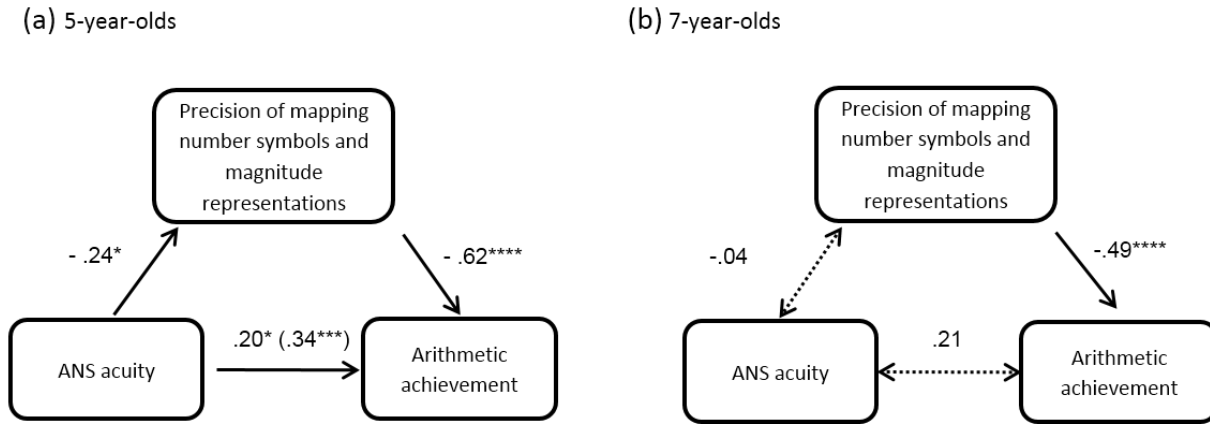 (a) 5-year-olds
Precision of mapping
number symbols and
magnitude
representations
- .24*
- .62****
.20* (.34***)
ANS acuity
Arithmetic
achievement
(b) 7-year-olds
Precision of mapping
number symbols and
magnitude
representations
-.04
-.49****
.21
ANS acuity
Arithmetic
achievement